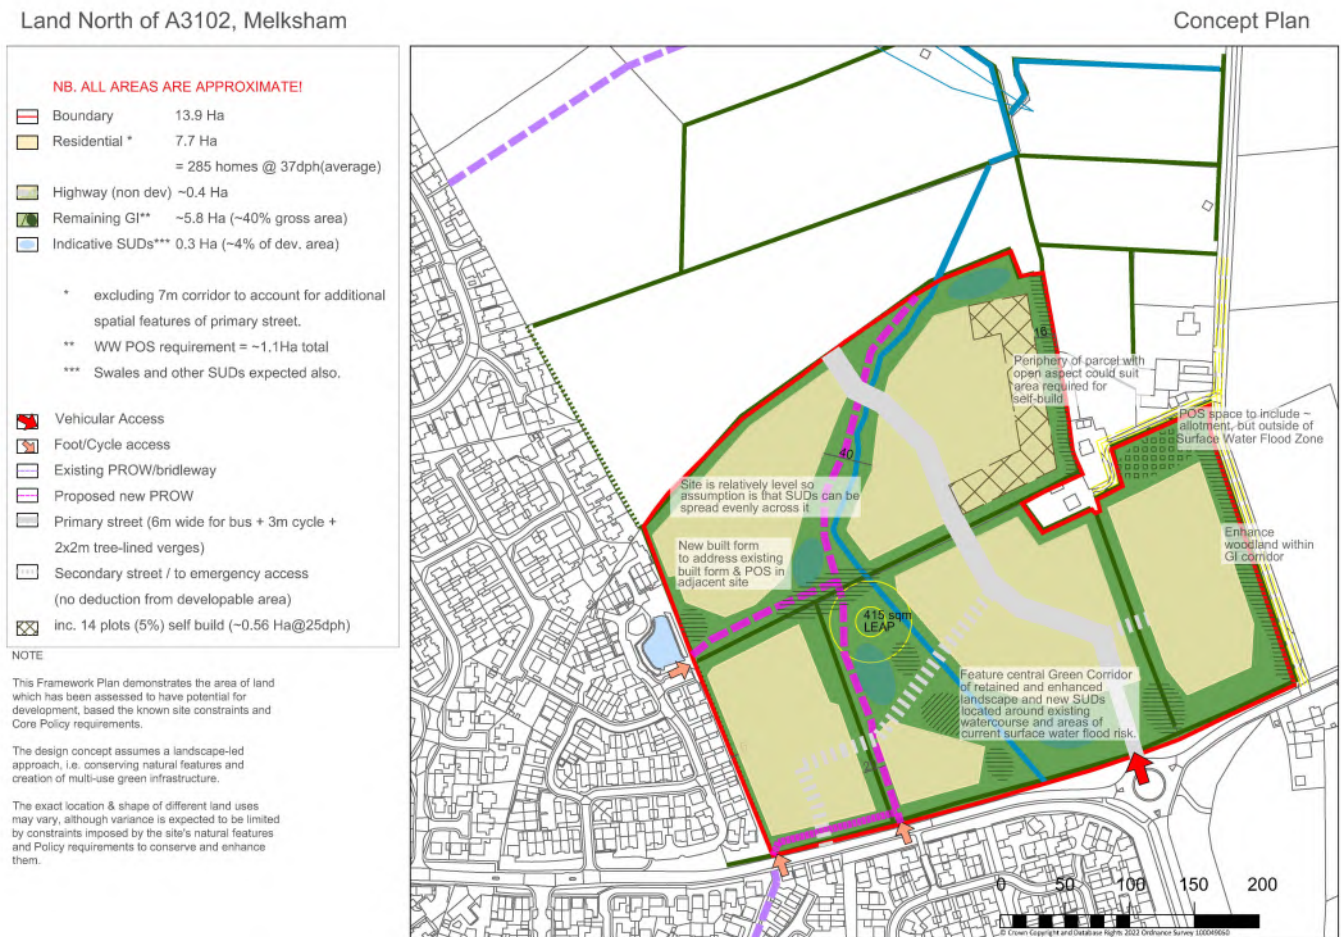 Land North of A3102, Melksham
Concept Plan
NB. ALL AREAS ARE APPROXIMATE!
Boundary 13.9 Ha
Residential * 7.7 Ha
= 285 homes @ 37dph(average)
Highway (non dev) ~0.4 Ha
Remaining GI** ~5.8 Ha (~40% gross area)
Indicative SUDs*** 0.3 Ha (~4% of dev. area)
* excluding 7m corridor to account for additional
spatial features of primary street.
** WW POS requirement = ~1.1Ha total
*** Swales and other SUDs expected also.
Vehicular Access
Foot/Cycle access
Existing PROW/bridleway
Proposed new PROW
Primary street (6m wide for bus + 3m cycle +
2x2m tree-lined verges)
Secondary street / to emergency access
(no deduction from developable area)
inc. 14 plots (5%) self build (~0.56 Ha@25dph)
NOTE
This Framework Plan demonstrates the area of land
which has been assessed to have potential for
development, based the known site constraints and
Core Policy requirements.
The design concept assumes a landscape-led
approach, i.e. conserving natural features and
creation of multi-use green infrastructure.
The exact location & shape of different land uses
may vary, although variance is expected to be limited
by constraints imposed by the site's natural features
and Policy requirements to conserve and enhance
them.
16
Periphery of parcel with
open aspect could suit
area required for
self-build
POS space to include ~
allotment, but outside of
Surface Water Flood Zone
40
Site is relatively level so
assumption is that SUDs can be
spread evenly across it
New built form
to address existing
built form & POS in
adjacent site
Enhance
woodland within
GI corridor
415 sqm
LEAP
Feature central Green Corridor
of retained and enhanced
landscape and new SUDs
located around existing
watercourse and areas of
current surface water flood risk.
0 50 100 150 200
© Crown Copyright and Database Rights 2022 Ordnance Survey 100049050